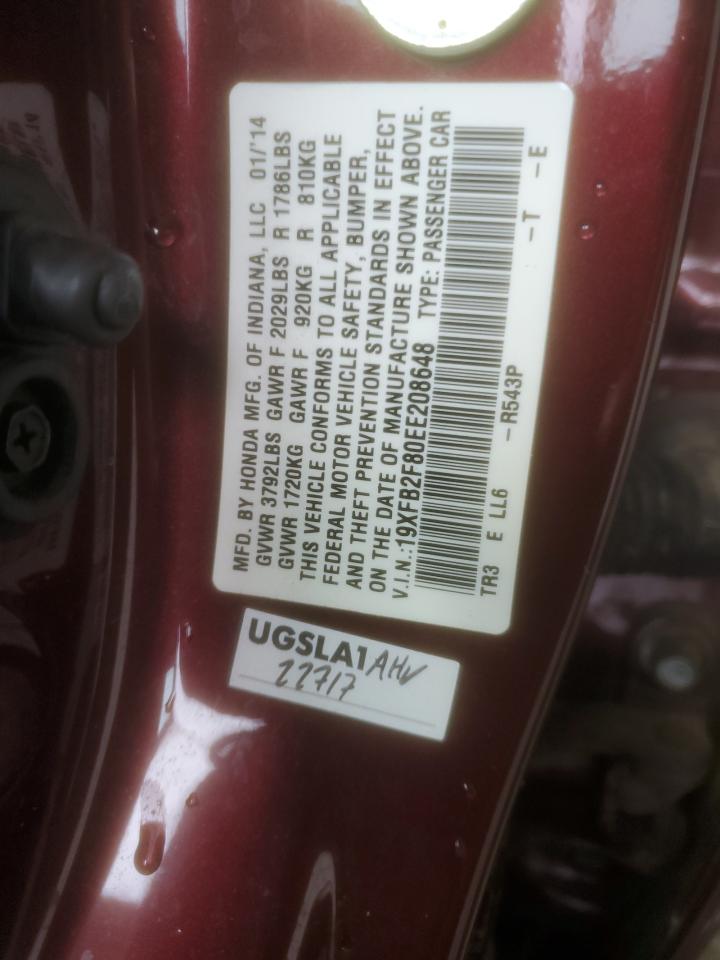 MFD. BY HONDA MFG. OF INDIANA, LLC 01/'14
GVWR 3792LBS GAWR F 2029LBS R 1786LBS
GVWR 1720KG GAWR F 920KG R 810KG
THIS VEHICLE CONFORMS TO ALL APPLICABLE
FEDERAL MOTOR VEHICLE SAFETY, BUMPER,
AND THEFT PREVENTION STANDARDS IN EFFECT
ON THE DATE OF MANUFACTURE SHOWN ABOVE.
V.I.N.:19XFB2F80EE208648 TYPE: PASSENGER CAR
TR3 E LL6 -R543P -T -E
UGSLA1 AHV
22717